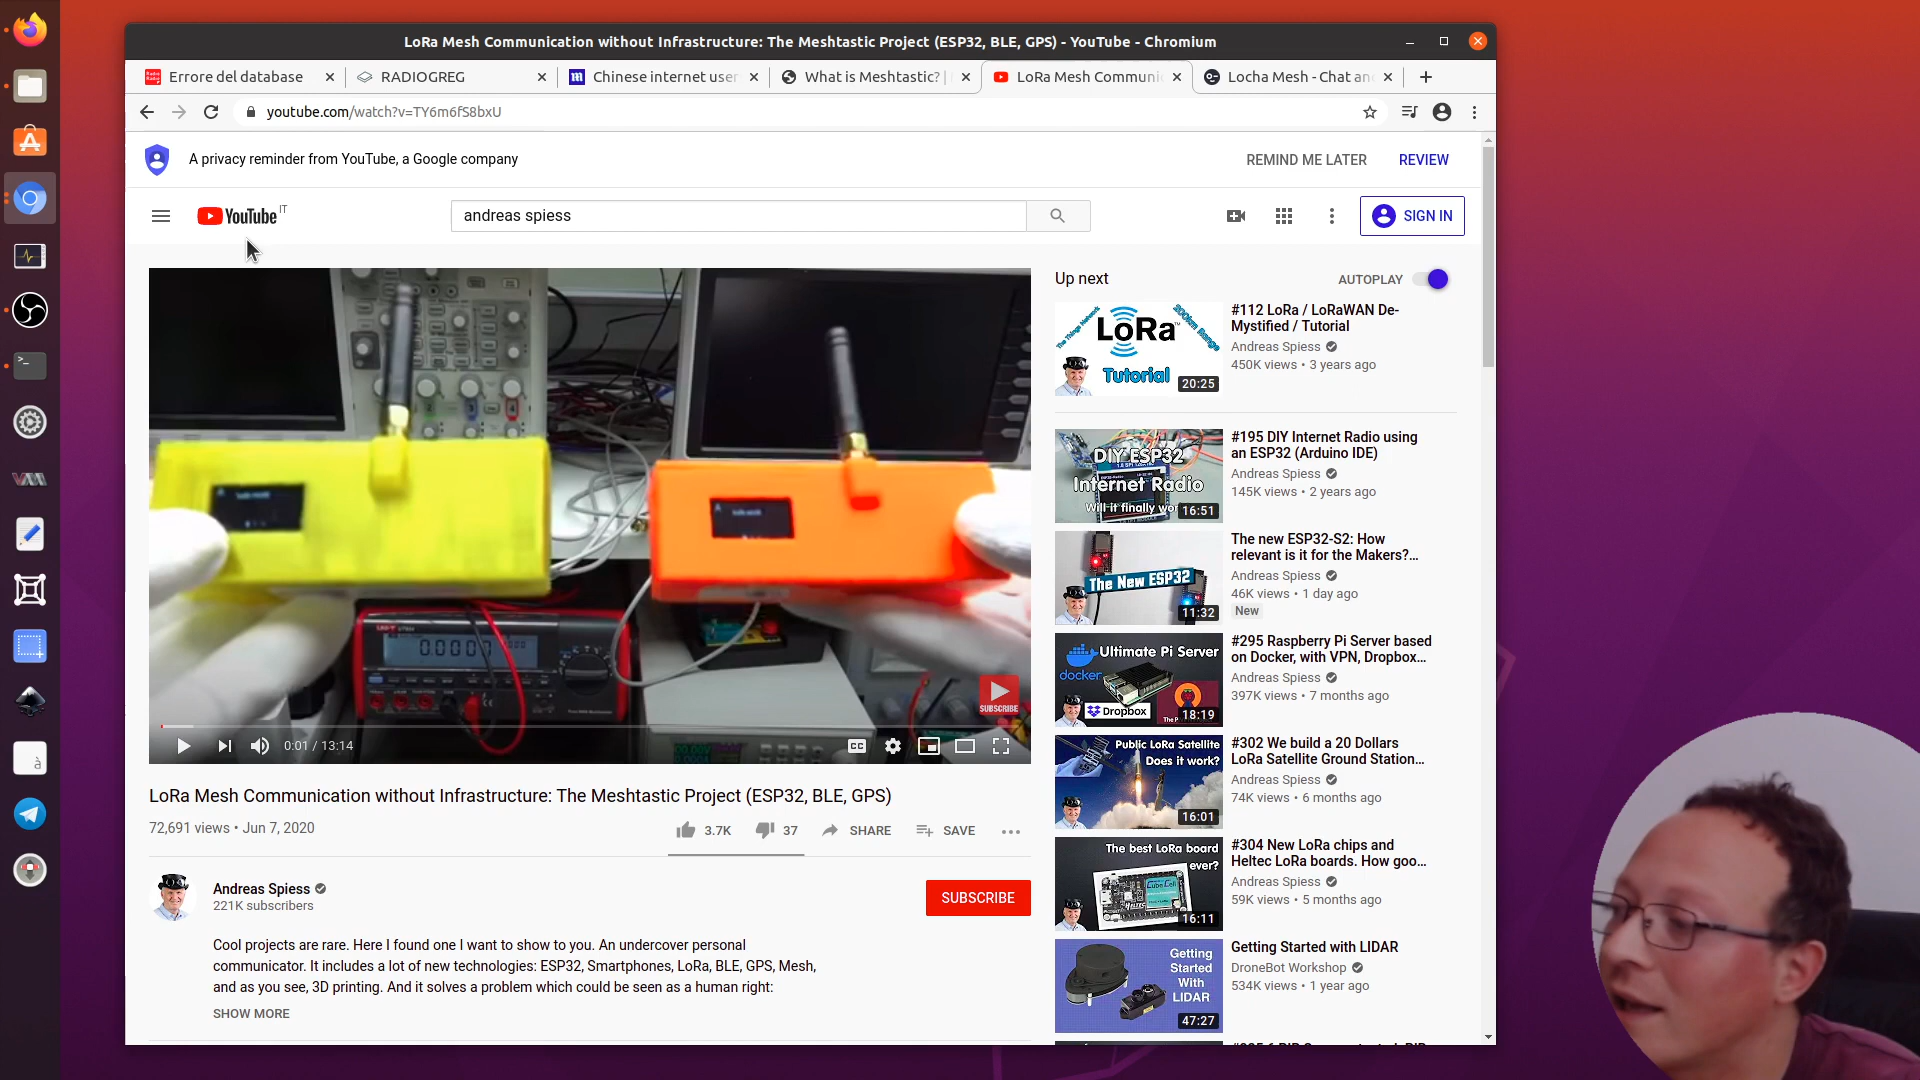 LoRa Mesh Communication without Infrastructure: The Meshtastic Project (ESP32, BLE, GPS) - YouTube - Chromium
Errore del database
RADIOGREG
Chinese internet user
What is Meshtastic? |
LoRa Mesh Communic
Locha Mesh - Chat an
youtube.com/watch?v=TY6m6fS8bxU
A privacy reminder from YouTube, a Google company
REMIND ME LATER
REVIEW
YouTube IT
andreas spiess
SIGN IN
Up next
AUTOPLAY
The Things Network
200km Range
LoRa
Tutorial
20:25
#112 LoRa / LoRaWAN De-
Mystified / Tutorial
Andreas Spiess
450K views • 3 years ago
DIY ESP32
Internet Radio
Will it finally wor
16:51
#195 DIY Internet Radio using
an ESP32 (Arduino IDE)
Andreas Spiess
145K views • 2 years ago
The New ESP32
11:32
The new ESP32-S2: How
relevant is it for the Makers?...
Andreas Spiess
46K views • 1 day ago
New
Ultimate Pi Server
docker
Dropbox
18:19
#295 Raspberry Pi Server based
on Docker, with VPN, Dropbox...
Andreas Spiess
397K views • 7 months ago
Public LoRa Satellite
Does it work?
16:01
#302 We build a 20 Dollars
LoRa Satellite Ground Station...
Andreas Spiess
74K views • 6 months ago
The best LoRa board
ever?
16:11
#304 New LoRa chips and
Heltec LoRa boards. How goo...
Andreas Spiess
59K views • 5 months ago
Getting
Started
With
LIDAR
47:27
Getting Started with LIDAR
DroneBot Workshop
534K views • 1 year ago
UNI-T
0.0000
SUBSCRIBE
0:01 / 13:14
CC
LoRa Mesh Communication without Infrastructure: The Meshtastic Project (ESP32, BLE, GPS)
72,691 views • Jun 7, 2020
3.7K
37
SHARE
SAVE
Andreas Spiess
221K subscribers
SUBSCRIBE
Cool projects are rare. Here I found one I want to show to you. An undercover personal
communicator. It includes a lot of new technologies: ESP32, Smartphones, LoRa, BLE, GPS, Mesh,
and as you see, 3D printing. And it solves a problem which could be seen as a human right:
SHOW MORE